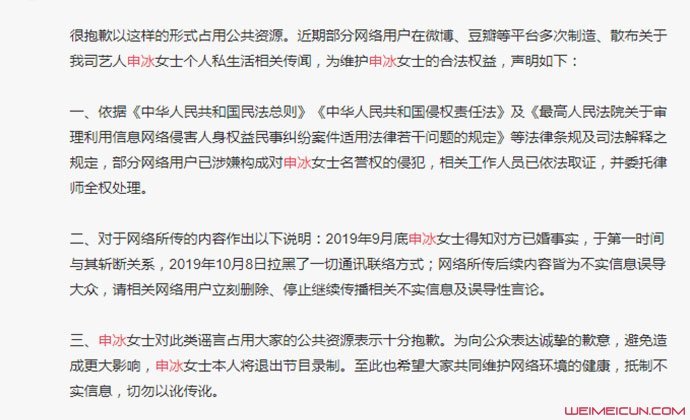 很抱歉以这样的形式占用公共资源。近期部分网络用户在微博、豆瓣等平台多次制造、散布关于
我司艺人申冰女士个人私生活相关传闻，为维护申冰女士的合法权益，声明如下：
一、依据《中华人民共和国民法总则》《中华人民共和国侵权责任法》及《最高人民法院关于审
理利用信息网络侵害人身权益民事纠纷案件适用法律若干问题的规定》等法律条规及司法解释之
规定，部分网络用户已涉嫌构成对申冰女士名誉权的侵犯，相关工作人员已依法取证，并委托律
师全权处理。
二、对于网络所传的内容作出以下说明：2019年9月底申冰女士得知对方已婚事实，于第一时间
与其斩断关系，2019年10月8日拉黑了一切通讯联络方式；网络所传后续内容皆为不实信息误导
大众，请相关网络用户立刻删除、停止继续传播相关不实信息及误导性言论。
三、申冰女士对此类谣言占用大家的公共资源表示十分抱歉。为向公众表达诚挚的歉意，避免造
成更大影响，申冰女士本人将退出节目录制。至此也希望大家共同维护网络环境的健康，抵制不
实信息，切勿以讹传讹。
WEIMEICUN.COM